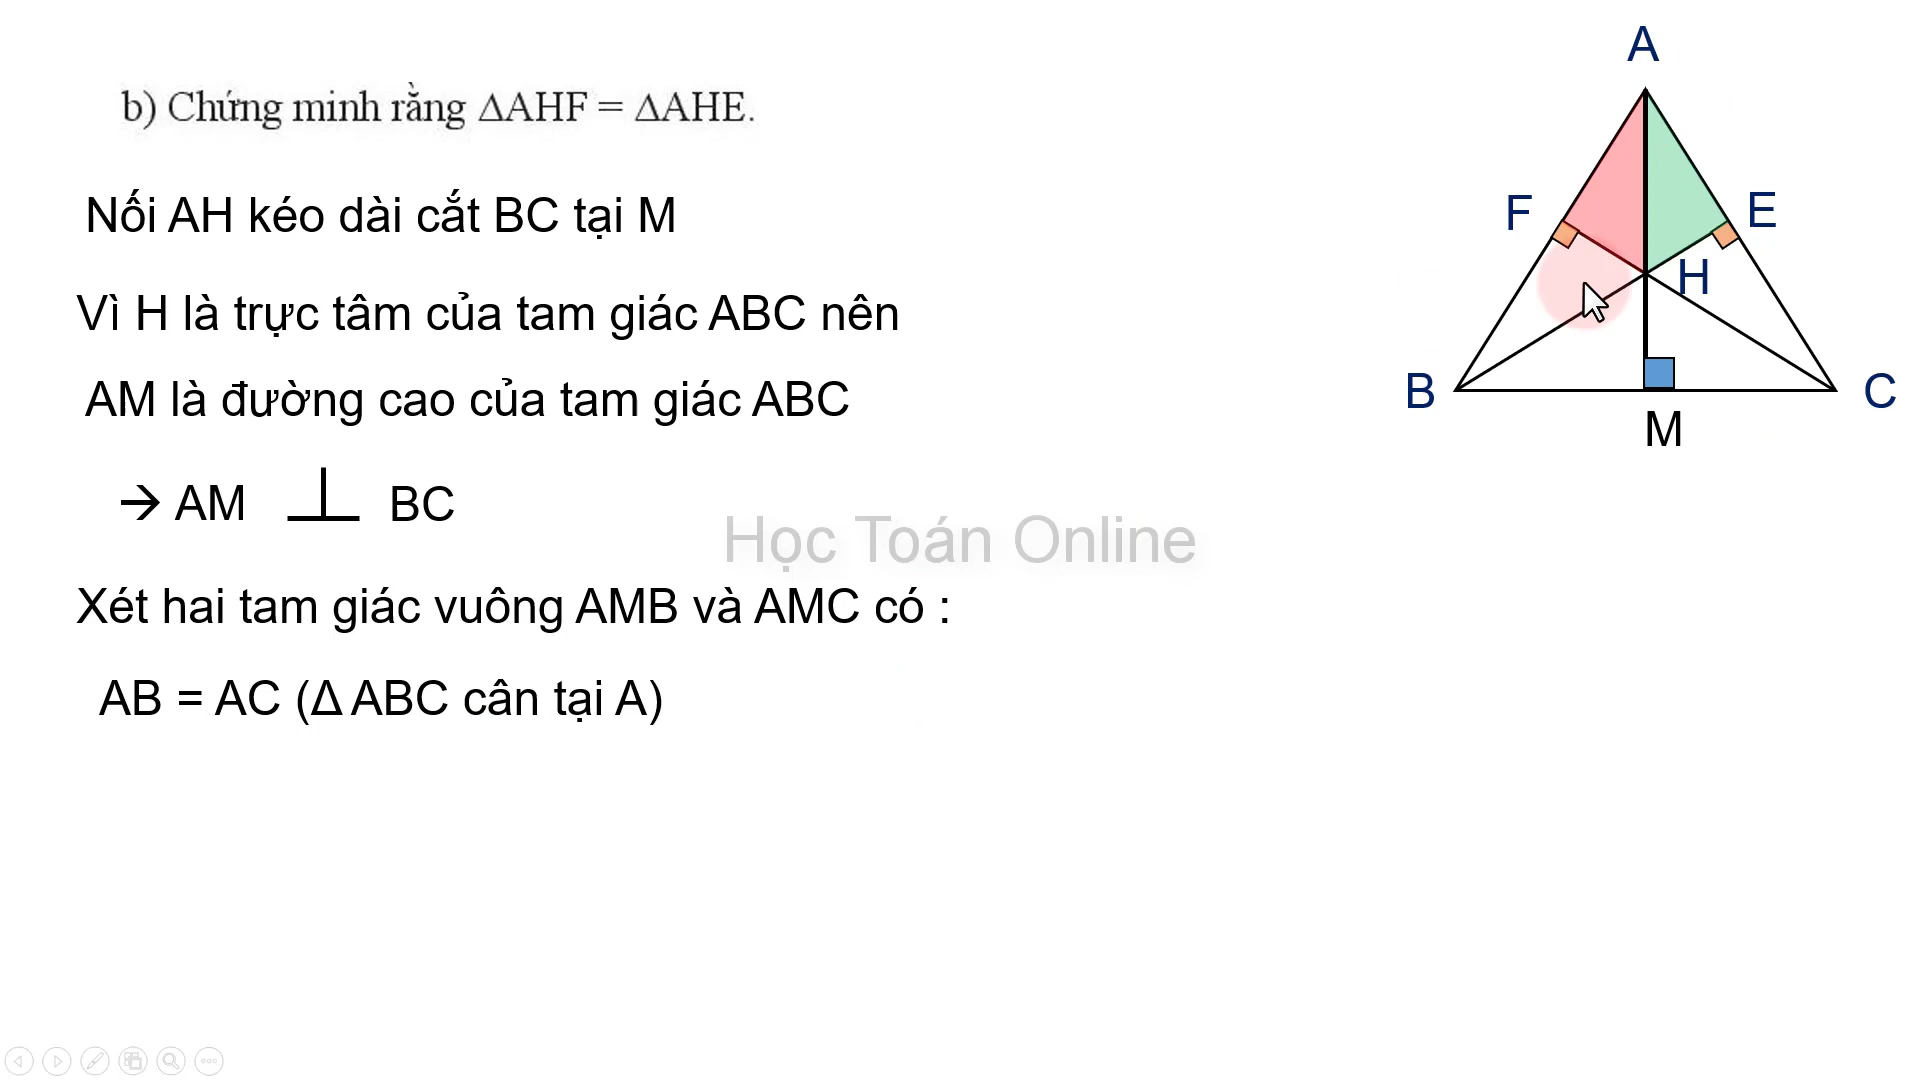 b) Chứng minh rằng ΔAHF = ΔAHE.
Nối AH kéo dài cắt BC tại M
Vì H là trực tâm của tam giác ABC nên
AM là đường cao của tam giác ABC
→ AM ⊥ BC
Xét hai tam giác vuông AMB và AMC có :
AB = AC (Δ ABC cân tại A)
Học Toán Online
A
F
E
H
B
C
M